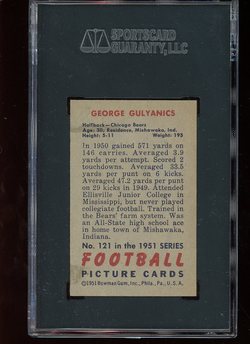 SPORTSCARD
GUARANTY, LLC
GEORGE GULYANICS
Halfback—Chicago Bears
Age: 30; Residence, Mishawaka, Ind.
Height: 5-11 Weight: 195
In 1950 gained 571 yards on
146 carries. Averaged 3.9
yards per attempt. Scored 2
touchdowns. Averaged 33.5
yards per punt on 6 kicks.
Averaged 47.2 yards per punt
on 29 kicks in 1949. Attended
Ellisville Junior College in
Mississippi, but never played
college football. Trained in the
Bears' farm system. Was
an All-State high school ace
in home town of Mishawaka,
Indiana.
No. 121 in the 1951 SERIES
FOOTBALL
PICTURE CARDS
©1951 Bowman Gum, Inc., Phila., Pa., U. S. A.